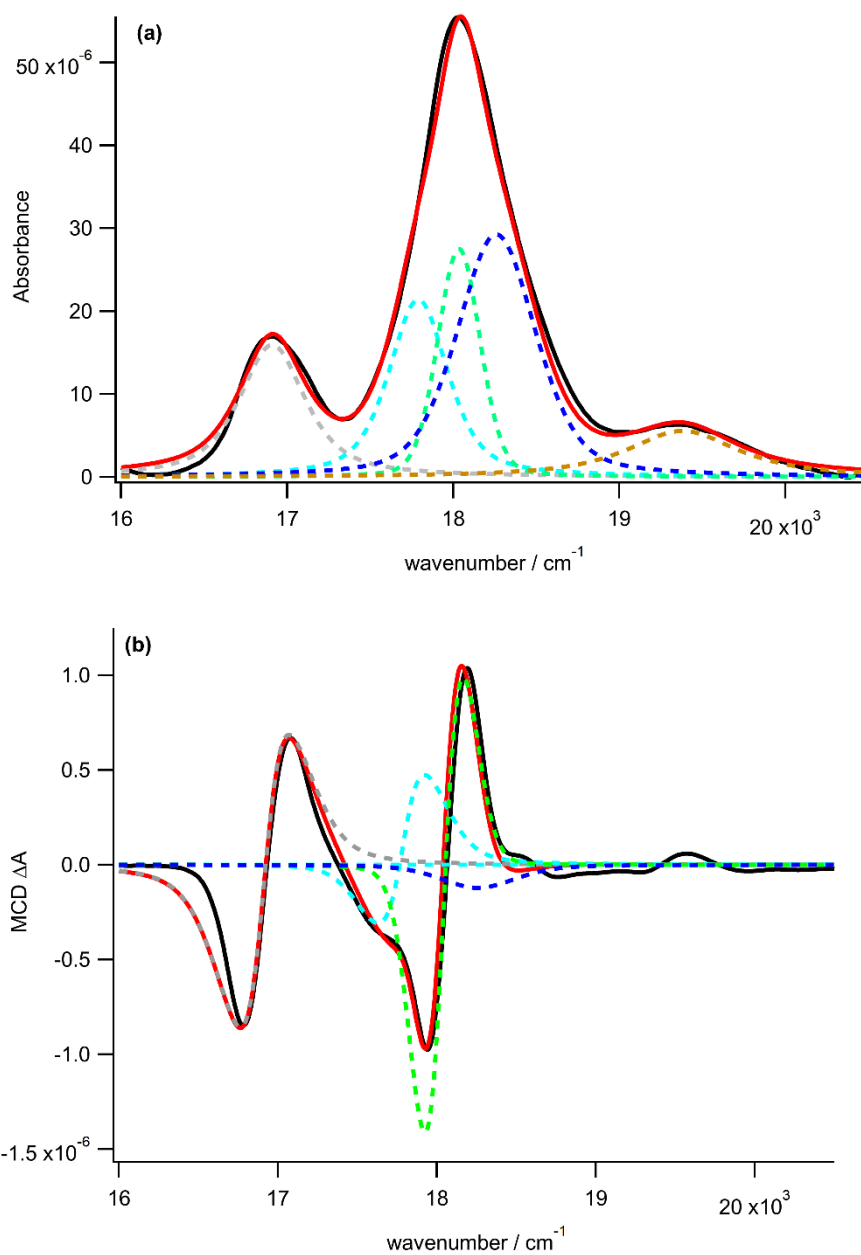 (a)
50 x10⁻⁶
40
30
20
10
0
Absorbance
16
17
18
19
20 x10³
wavenumber / cm⁻¹
(b)
1.0
0.5
0.0
-0.5
-1.0
-1.5 x10⁻⁶
MCD ΔA
16
17
18
19
20 x10³
wavenumber / cm⁻¹